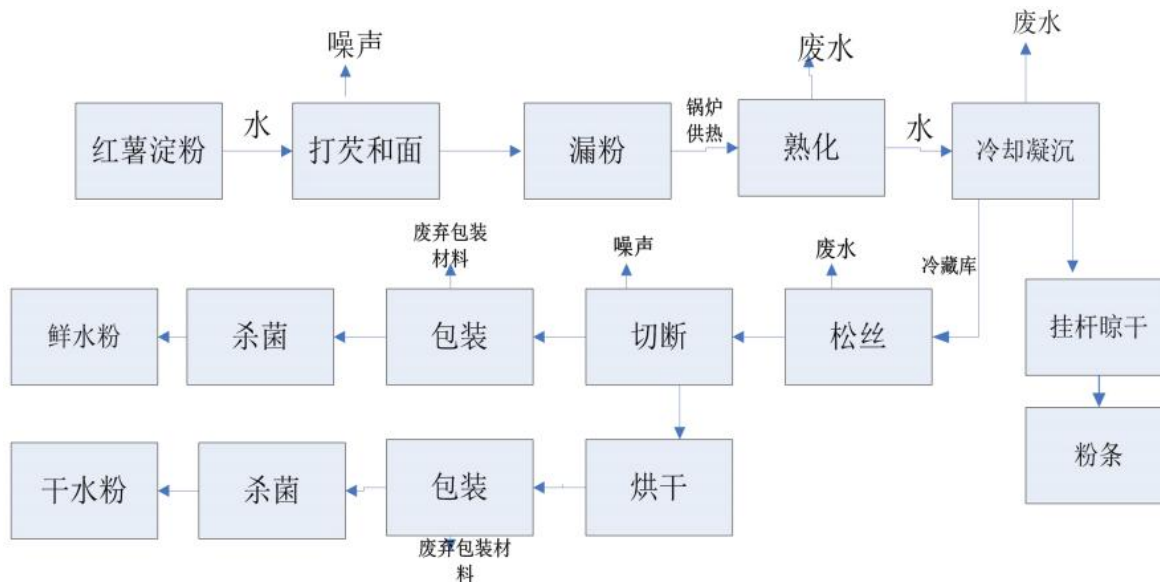 噪声
废水
废水
红薯淀粉
水
打芡和面
漏粉
锅炉
供热
熟化
水
冷却凝沉
废弃包装
材料
噪声
废水
冷藏库
鲜水粉
杀菌
包装
切断
松丝
挂杆晾干
干水粉
杀菌
包装
烘干
粉条
废弃包装材
料